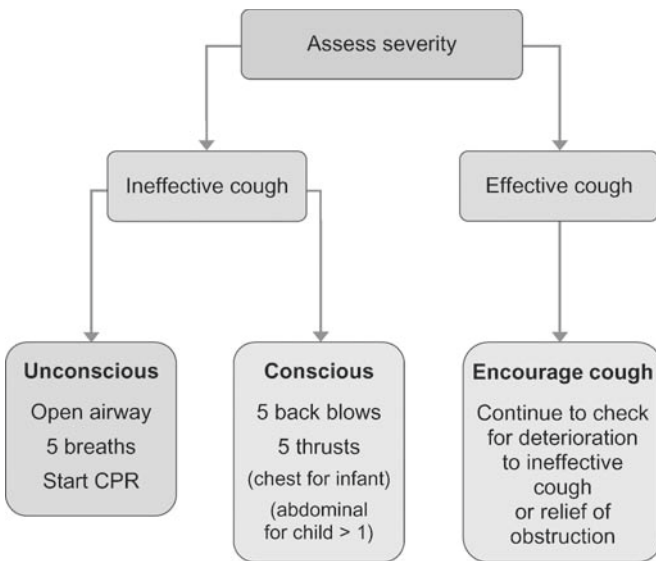 Assess severity
Ineffective cough
Effective cough
Unconscious
Open airway
5 breaths
Start CPR
Conscious
5 back blows
5 thrusts
(chest for infant)
(abdominal
for child > 1)
Encourage cough
Continue to check
for deterioration
to ineffective
cough
or relief of
obstruction